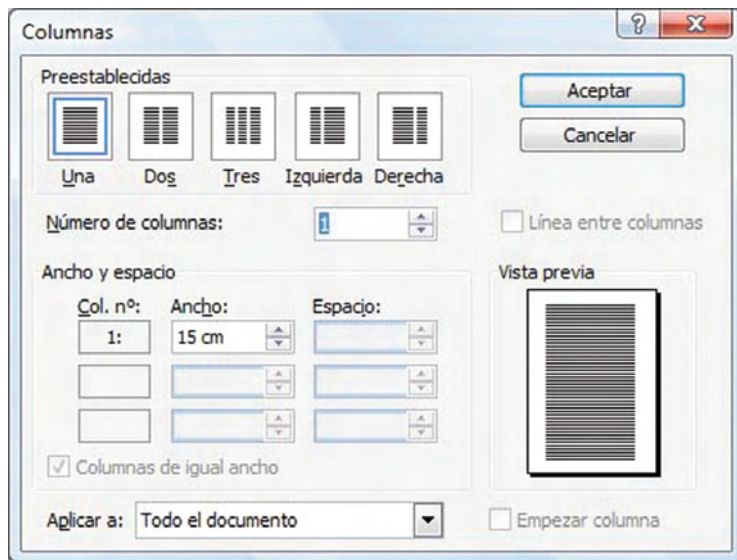 Columnas
Preestablecidas
Una Dos Tres Izquierda Derecha
Aceptar
Cancelar
Número de columnas: 1
Línea entre columnas
Ancho y espacio
Col. nº: Ancho: Espacio:
1: 15 cm
Columnas de igual ancho
Vista previa
Aplicar a: Todo el documento
Empezar columna